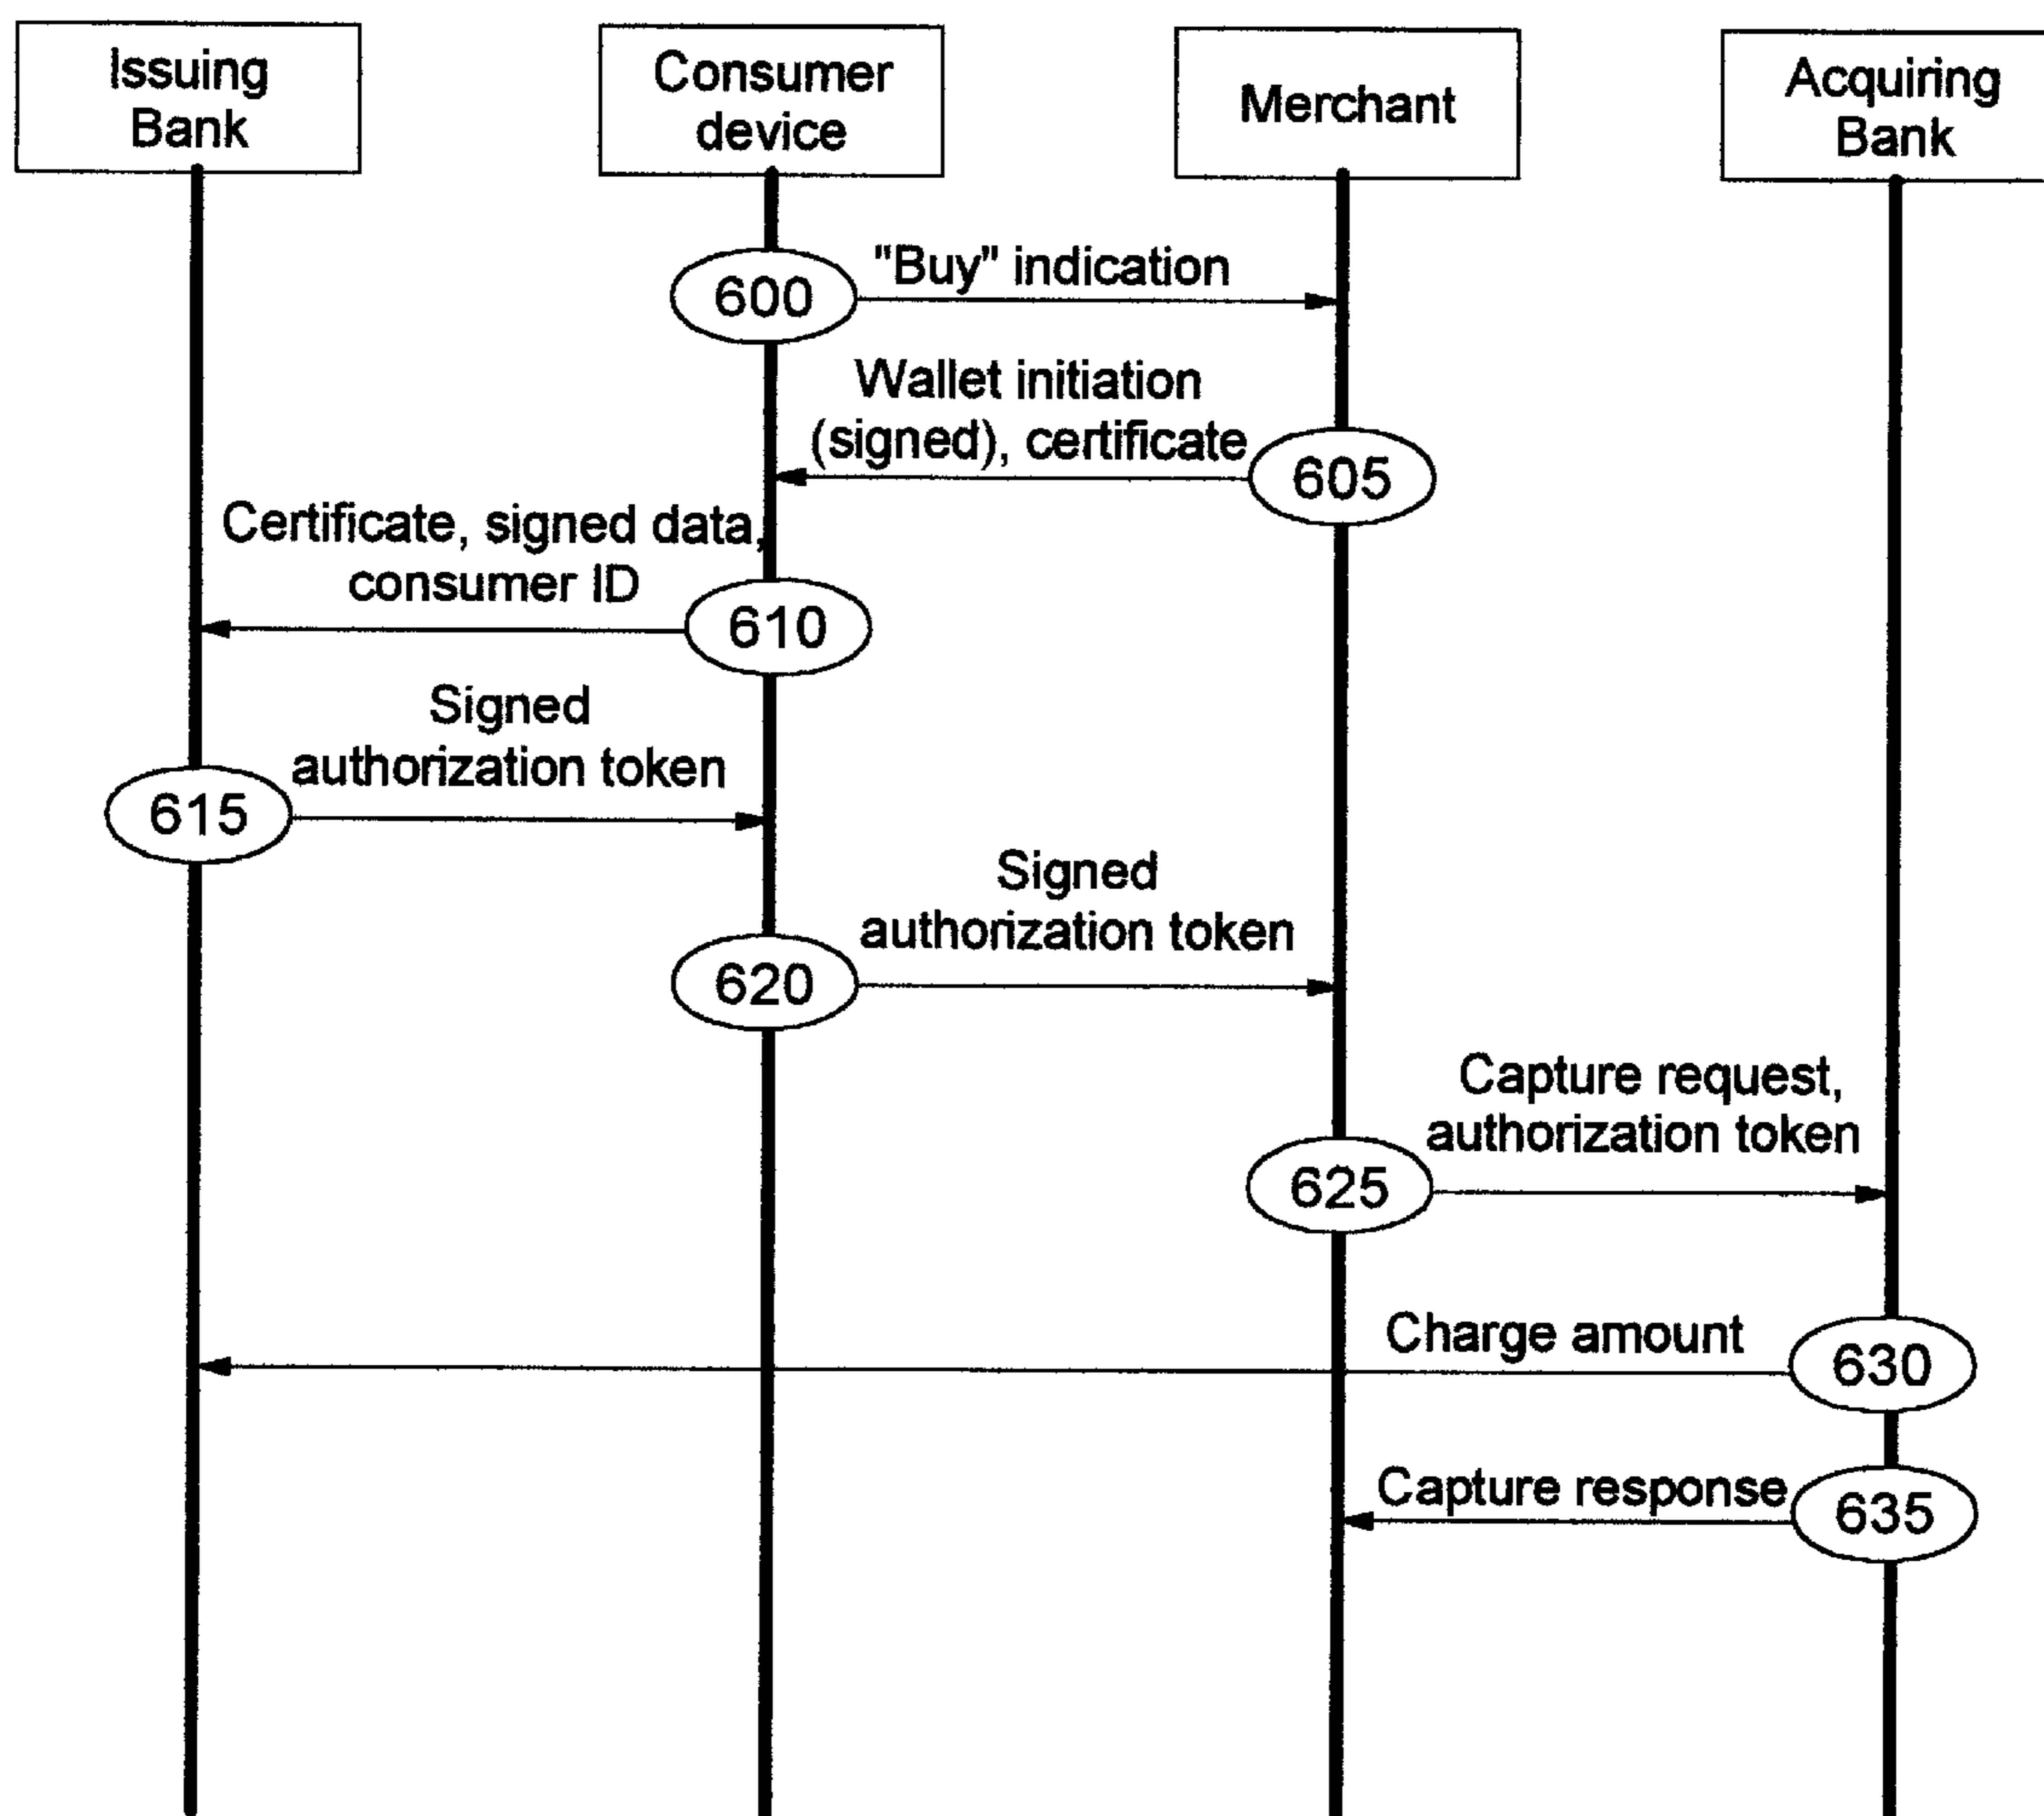 Issuing
Bank
Consumer
device
Merchant
Acquiring
Bank
600
"Buy" indication
Wallet initiation
(signed), certificate
605
Certificate, signed data,
consumer ID
610
Signed
authorization token
615
Signed
authorization token
620
Capture request,
authorization token
625
Charge amount
630
Capture response
635